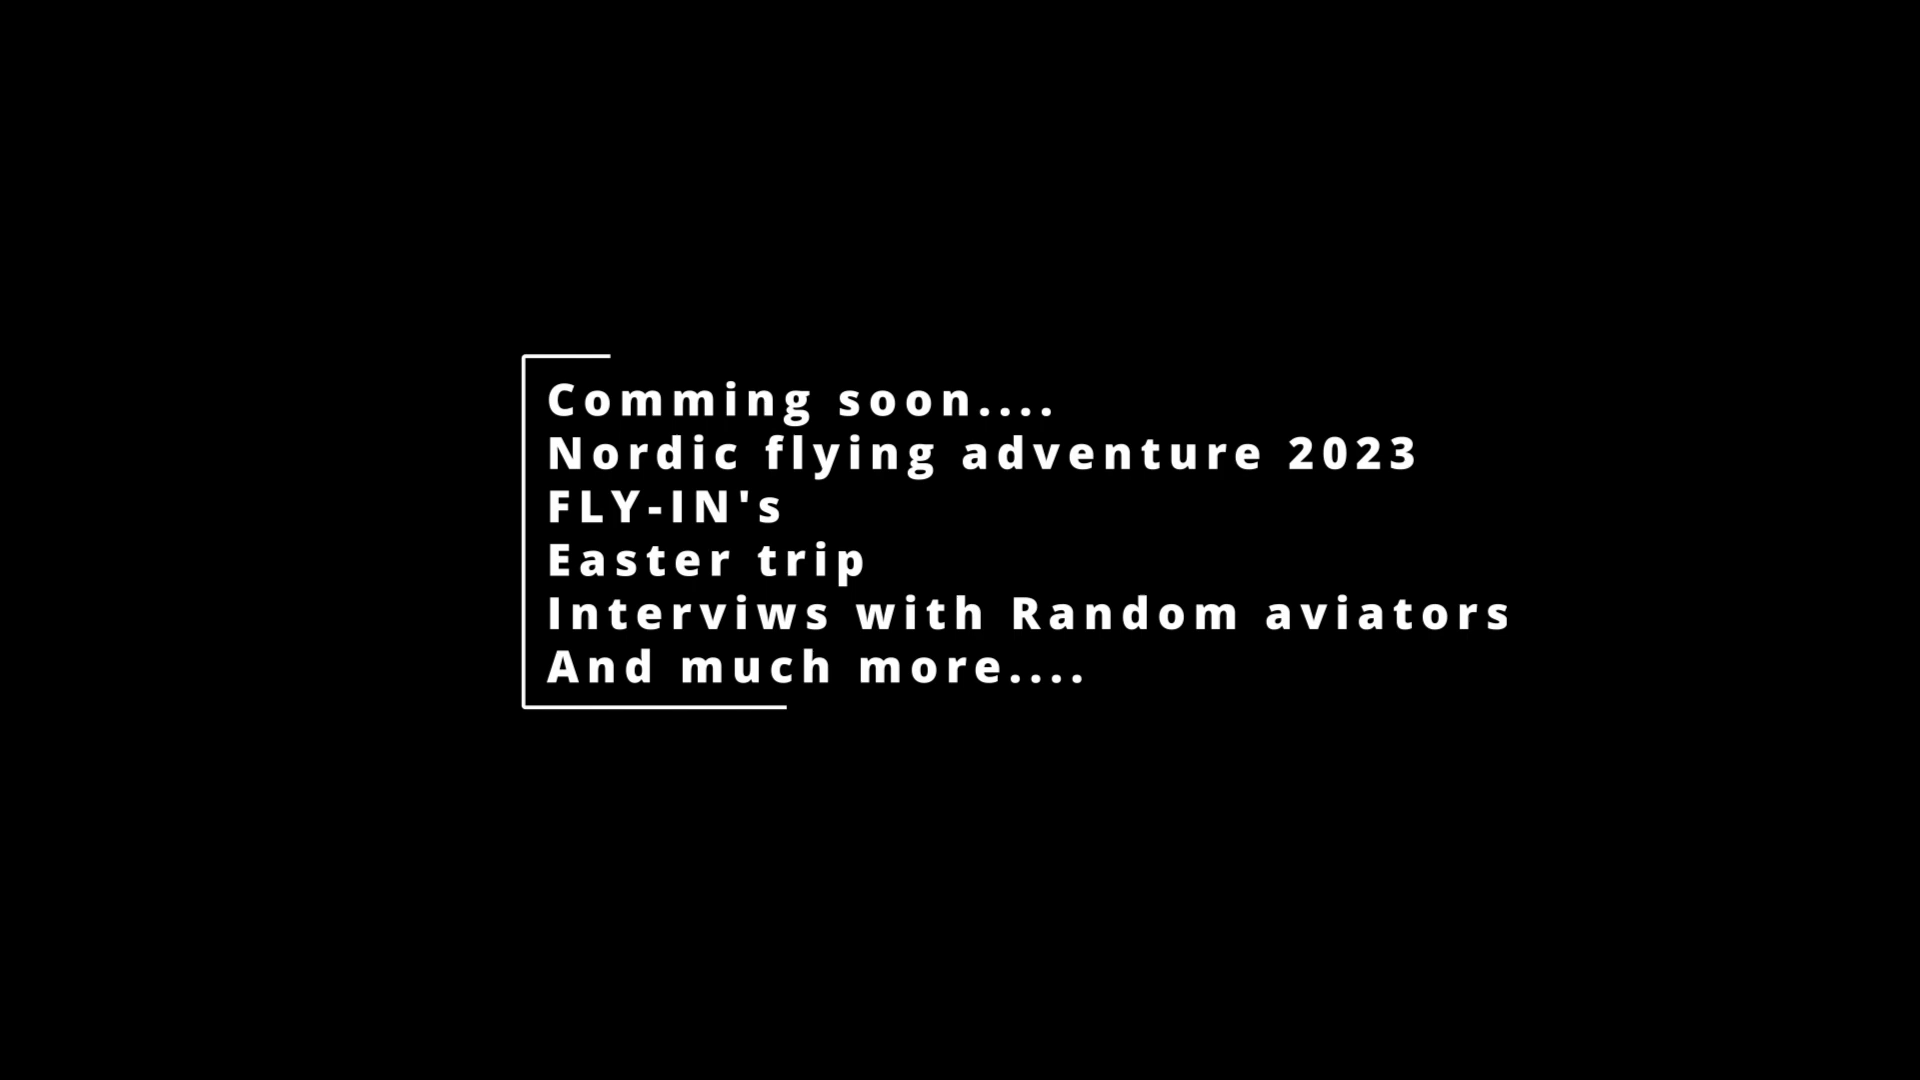 Comming soon....
Nordic flying adventure 2023
FLY-IN's
Easter trip
Interviws with Random aviators
And much more....